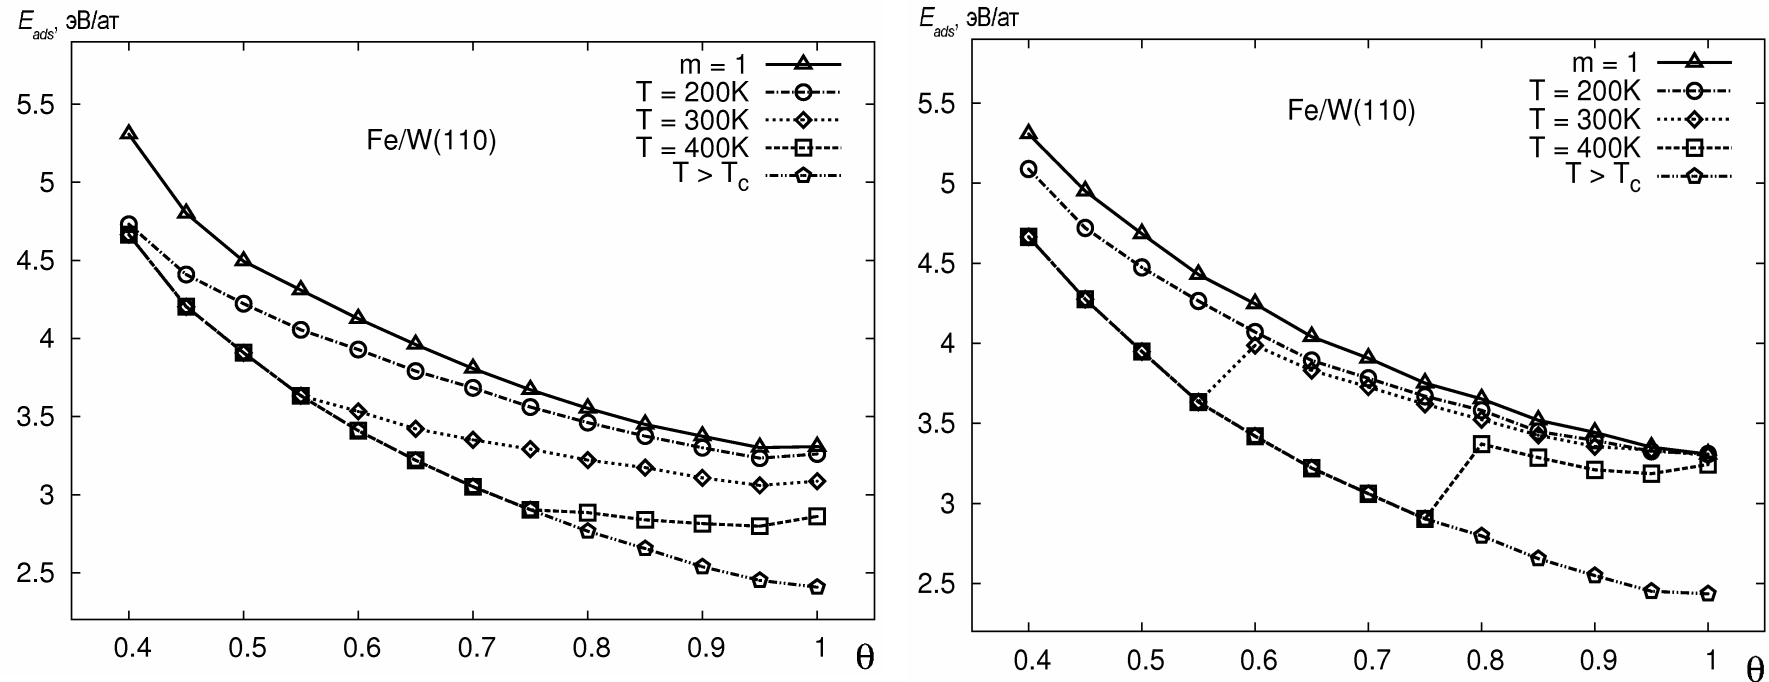 E_ads, эВ/ат
m = 1
T = 200K
T = 300K
T = 400K
T > T_C
Fe/W(110)
5.5
5
4.5
4
3.5
3
2.5
0.4 0.5 0.6 0.7 0.8 0.9 1 θ
E_ads, эВ/ат
m = 1
T = 200K
T = 300K
T = 400K
T > T_C
Fe/W(110)
5.5
5
4.5
4
3.5
3
2.5
0.4 0.5 0.6 0.7 0.8 0.9 1 θ